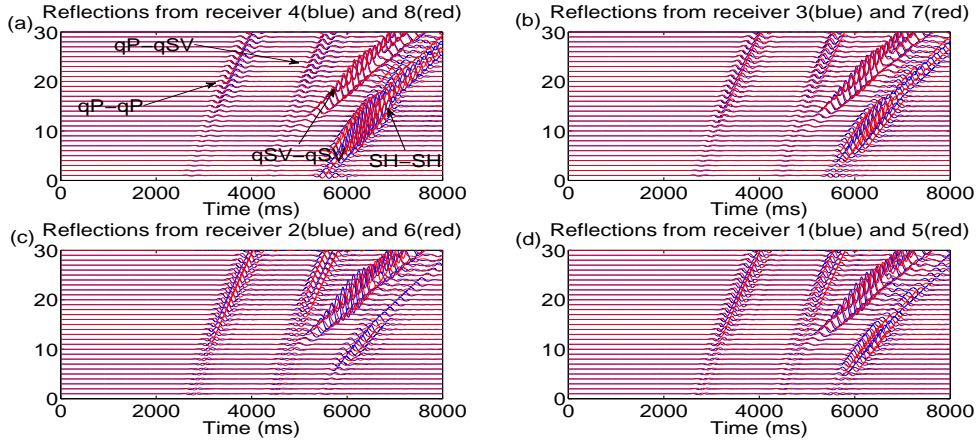 (a) Reflections from receiver 4(blue) and 8(red)
30
20
10
0
qP−qSV
qP−qP
qSV−qSV
SH−SH
0 2000 4000 6000 8000
Time (ms)
(b) Reflections from receiver 3(blue) and 7(red)
30
20
10
0
0 2000 4000 6000 8000
Time (ms)
(c) Reflections from receiver 2(blue) and 6(red)
30
20
10
0
0 2000 4000 6000 8000
Time (ms)
(d) Reflections from receiver 1(blue) and 5(red)
30
20
10
0
0 2000 4000 6000 8000
Time (ms)